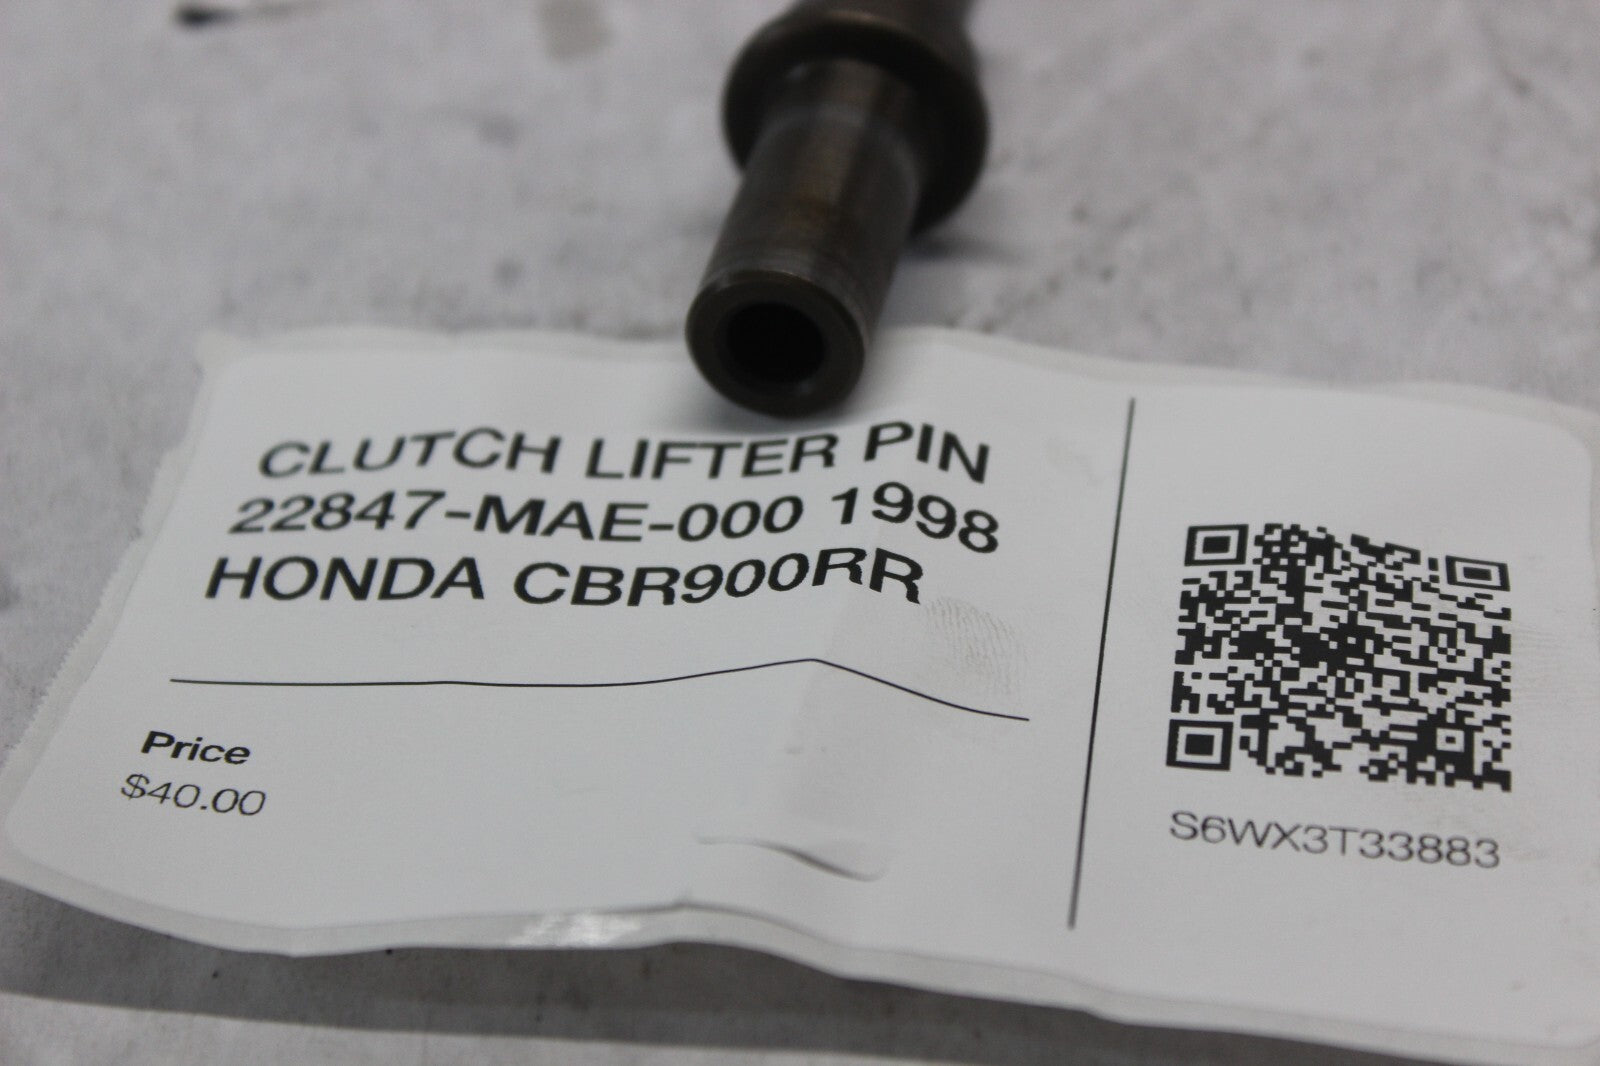 CLUTCH LIFTER PIN
22847-MAE-000 1998
HONDA CBR900RR
Price
$40.00
S6WX3T33883